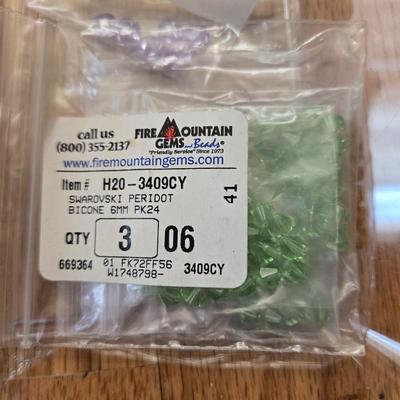 call us
(800) 355-2137
FIRE MOUNTAIN
GEMS and Beads®
"Friendly Service" Since 1973
www.firemountaingems.com
Item # H20-3409CY
SWAROVSKI PERIDOT
BICONE 6MM PK24
41
QTY 3 06
669364 01 FK72FF56 3409CY
W1748798-